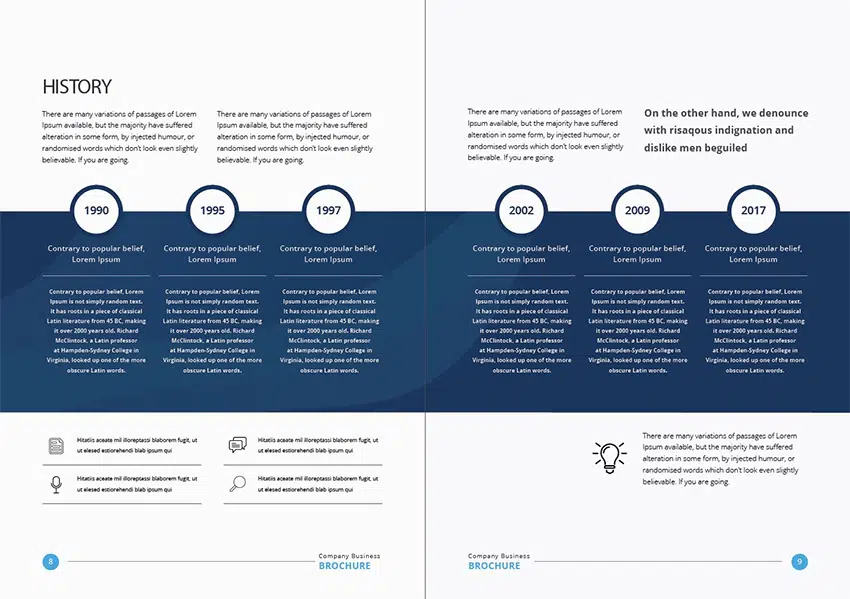 HISTORY
There are many variations of passages of Lorem
Ipsum available, but the majority have suffered
alteration in some form, by injected humour, or
randomised words which don't look even slightly
believable. If you are going.
There are many variations of passages of Lorem
Ipsum available, but the majority have suffered
alteration in some form, by injected humour, or
randomised words which don't look even slightly
believable. If you are going.
1990
Contrary to popular belief,
Lorem Ipsum
Contrary to popular belief, Lorem
Ipsum is not simply random text.
It has roots in a piece of classical
Latin literature from 45 BC, making
it over 2000 years old. Richard
McClintock, a Latin professor
at Hampden-Sydney College in
Virginia, looked up one of the more
obscure Latin words.
1995
Contrary to popular belief,
Lorem Ipsum
Contrary to popular belief, Lorem
Ipsum is not simply random text.
It has roots in a piece of classical
Latin literature from 45 BC, making
it over 2000 years old. Richard
McClintock, a Latin professor
at Hampden-Sydney College in
Virginia, looked up one of the more
obscure Latin words.
1997
Contrary to popular belief,
Lorem Ipsum
Contrary to popular belief, Lorem
Ipsum is not simply random text.
It has roots in a piece of classical
Latin literature from 45 BC, making
it over 2000 years old. Richard
McClintock, a Latin professor
at Hampden-Sydney College in
Virginia, looked up one of the more
obscure Latin words.
Hitatiis aceate mil illoreptassi blaborem fugit, ut
ut elesed estiorehendi blab ipsum qui
Hitatiis aceate mil illoreptassi blaborem fugit, ut
ut elesed estiorehendi blab ipsum qui
Hitatiis aceate mil illoreptassi blaborem fugit, ut
ut elesed estiorehendi blab ipsum qui
Hitatiis aceate mil illoreptassi blaborem fugit, ut
ut elesed estiorehendi blab ipsum qui
8
Company Business
BROCHURE
There are many variations of passages of Lorem
Ipsum available, but the majority have suffered
alteration in some form, by injected humour, or
randomised words which don't look even slightly
believable. If you are going.
On the other hand, we denounce
with risaqous indignation and
dislike men beguiled
2002
Contrary to popular belief,
Lorem Ipsum
Contrary to popular belief, Lorem
Ipsum is not simply random text.
It has roots in a piece of classical
Latin literature from 45 BC, making
it over 2000 years old. Richard
McClintock, a Latin professor
at Hampden-Sydney College in
Virginia, looked up one of the more
obscure Latin words.
2009
Contrary to popular belief,
Lorem Ipsum
Contrary to popular belief, Lorem
Ipsum is not simply random text.
It has roots in a piece of classical
Latin literature from 45 BC, making
it over 2000 years old. Richard
McClintock, a Latin professor
at Hampden-Sydney College in
Virginia, looked up one of the more
obscure Latin words.
2017
Contrary to popular belief,
Lorem Ipsum
Contrary to popular belief, Lorem
Ipsum is not simply random text.
It has roots in a piece of classical
Latin literature from 45 BC, making
it over 2000 years old. Richard
McClintock, a Latin professor
at Hampden-Sydney College in
Virginia, looked up one of the more
obscure Latin words.
There are many variations of passages of Lorem
Ipsum available, but the majority have suffered
alteration in some form, by injected humour, or
randomised words which don't look even slightly
believable. If you are going.
Company Business
BROCHURE
9